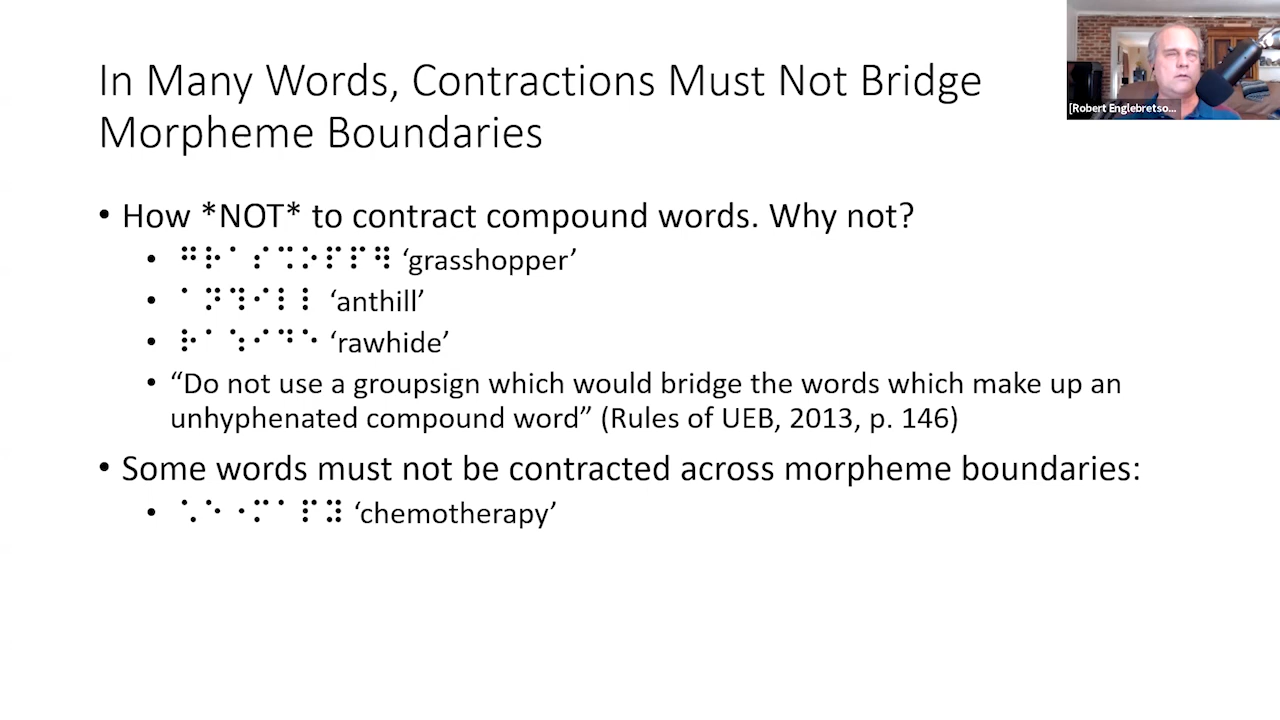 In Many Words, Contractions Must Not Bridge
Morpheme Boundaries
[Robert Englebretso...
• How *NOT* to contract compound words. Why not?
• ⠛⠗⠁⠎⠩⠕⠏⠏⠻ ‘grasshopper’
• ⠁⠝⠹⠊⠇⠇ ‘anthill’
• ⠗⠁⠱⠊⠙⠑ ‘rawhide’
• “Do not use a groupsign which would bridge the words which make up an
unhyphenated compound word” (Rules of UEB, 2013, p. 146)
• Some words must not be contracted across morpheme boundaries:
• ⠡⠑⠐⠍⠁⠏⠽ ‘chemotherapy’